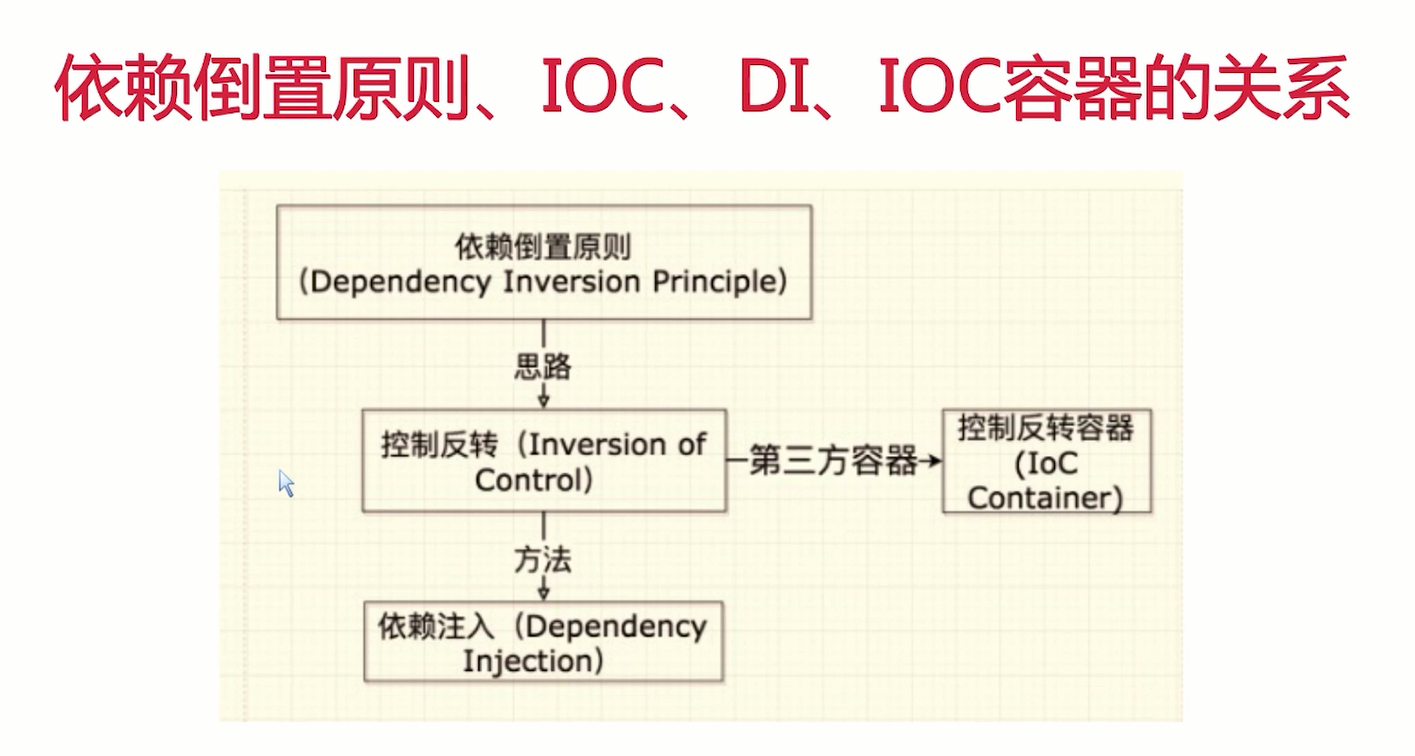 依赖倒置原则、IOC、DI、IOC容器的关系
依赖倒置原则
(Dependency Inversion Principle)
思路
控制反转（Inversion of
Control）
第三方容器
控制反转容器
(IoC
Container)
方法
依赖注入（Dependency
Injection）